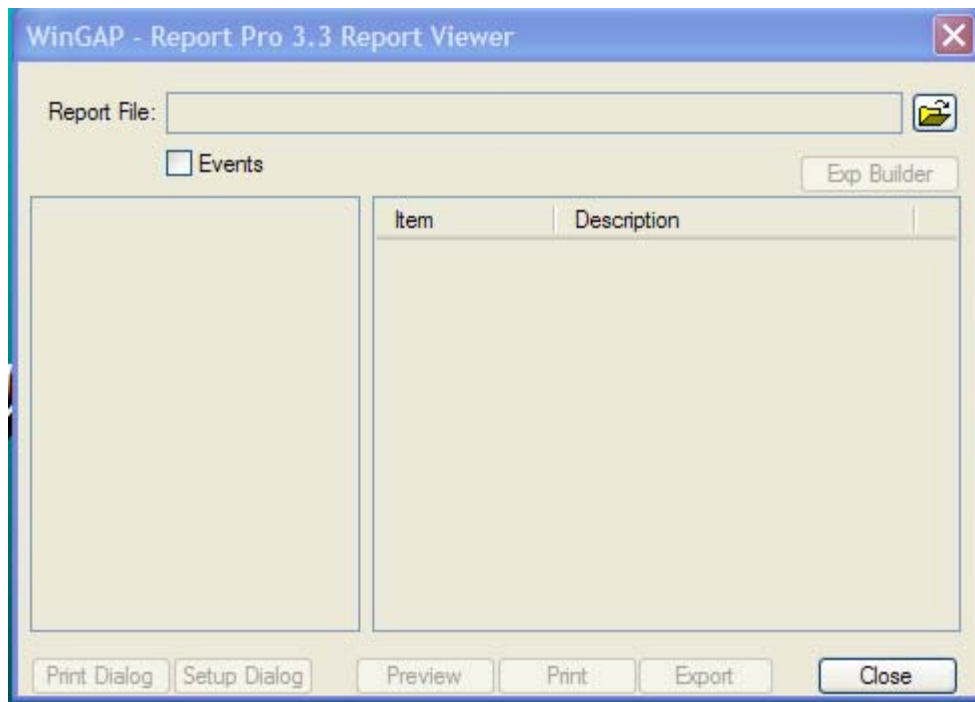 WinGAP - Report Pro 3.3 Report Viewer
Report File:
Events
Exp Builder
Item Description
Print Dialog Setup Dialog Preview Print Export Close